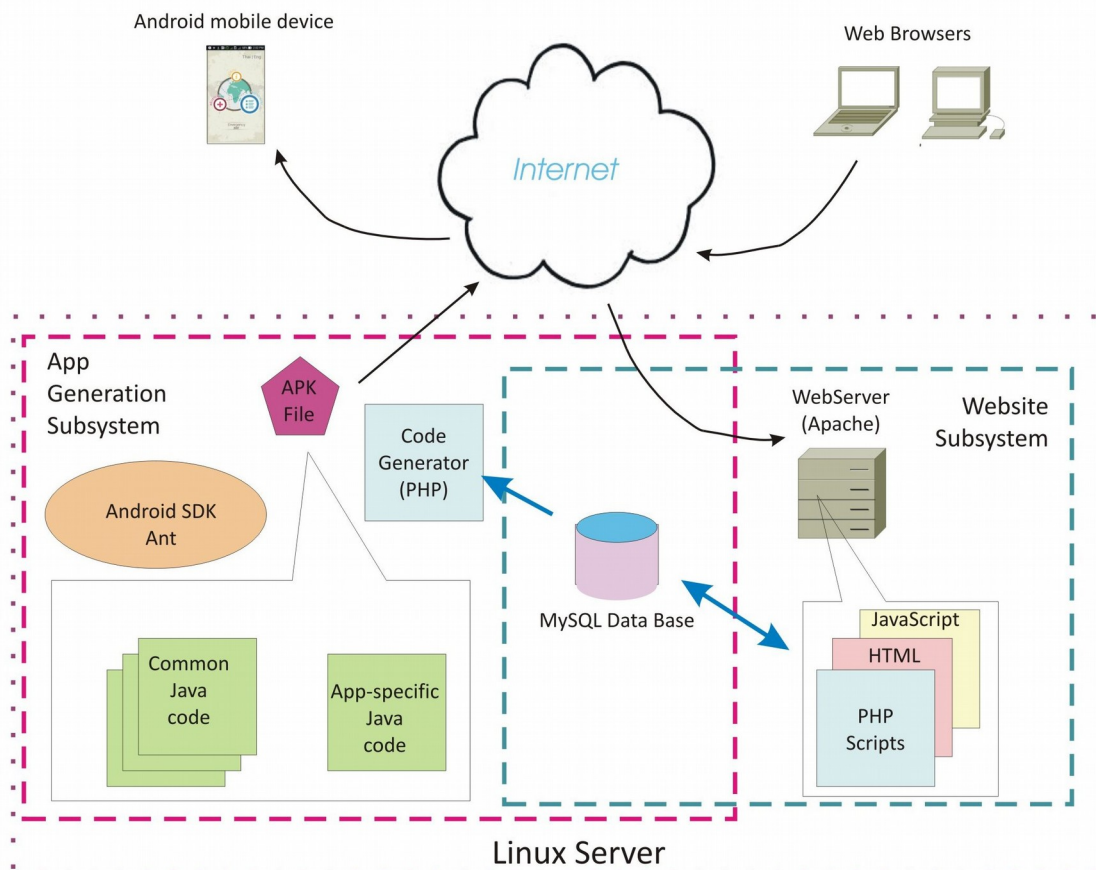 Android mobile device
Web Browsers
Internet
App
Generation
Subsystem
APK
File
Code
Generator
(PHP)
WebServer
(Apache)
Website
Subsystem
Android SDK
Ant
MySQL Data Base
JavaScript
HTML
PHP
Scripts
Common
Java
code
App-specific
Java
code
Linux Server